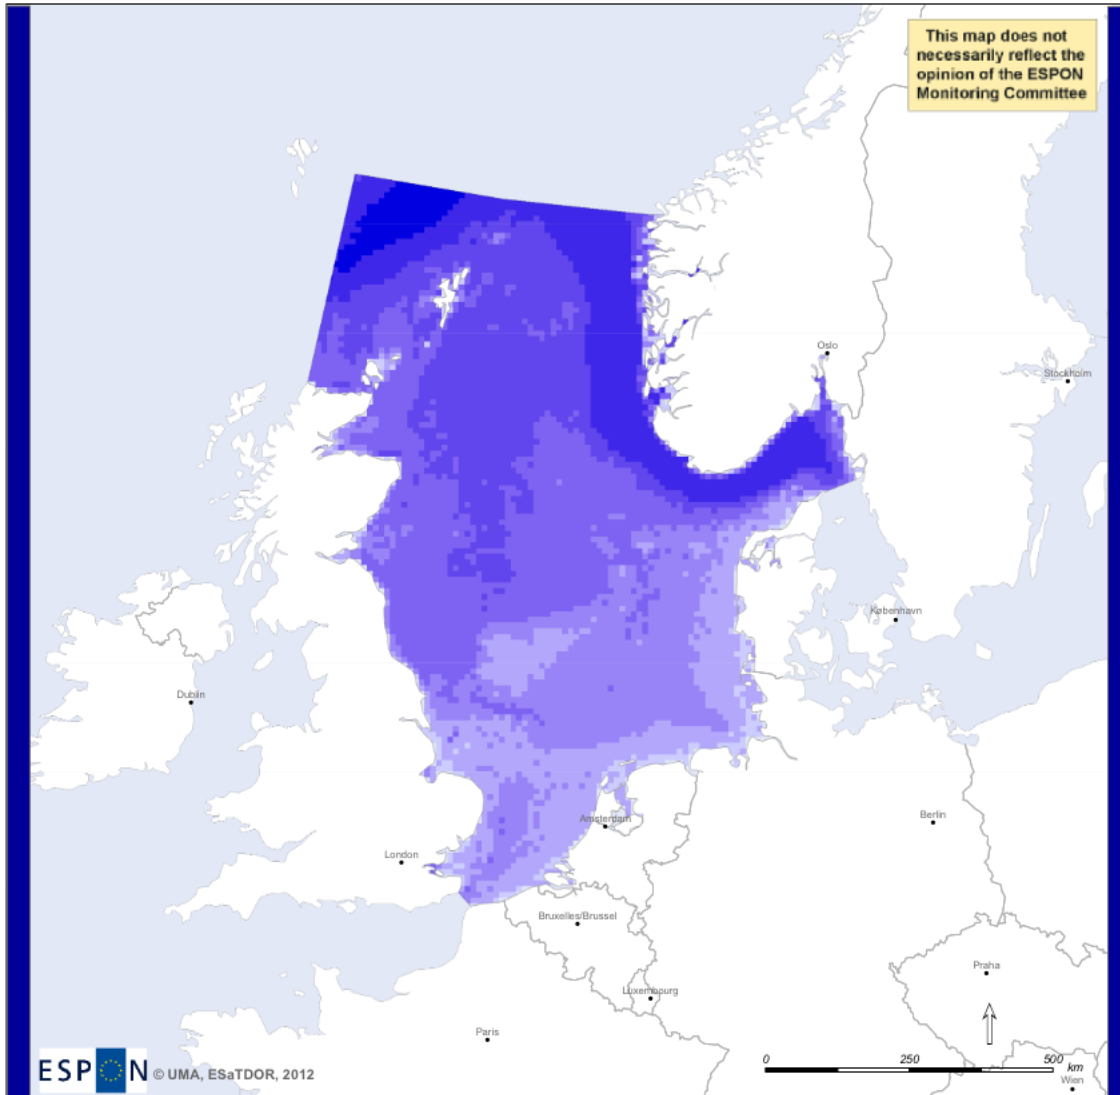 This map does not
necessarily reflect the
opinion of the ESPON
Monitoring Committee
Oslo
Stockholm
København
Dublin
Amsterdam
Berlin
London
Bruxelles/Brussel
Praha
Luxembourg
Paris
0 250 500
km
Wien
ESPON © UMA, ESaTDOR, 2012